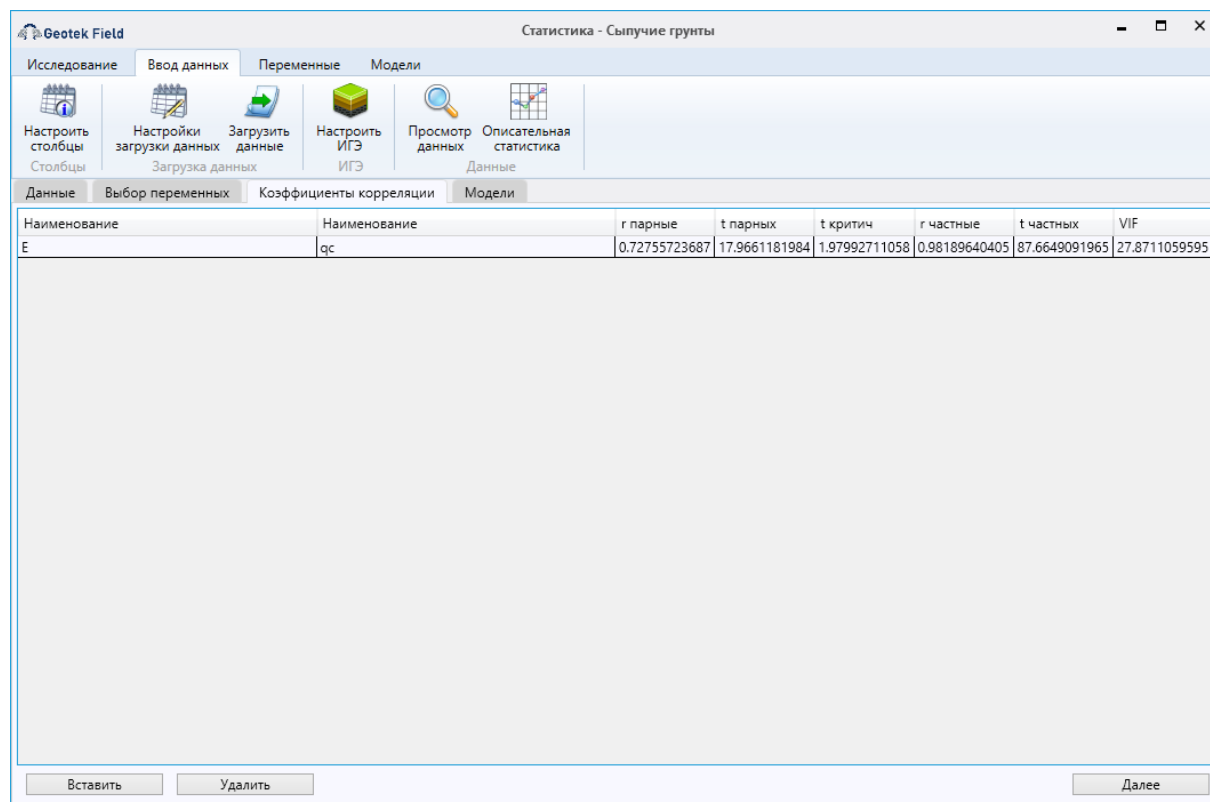 Geotek Field
Статистика - Сыпучие грунты
Исследование Ввод данных Переменные Модели
Настроить столбцы
Настройки загрузки данных
Загрузить данные
Настроить ИГЭ
Просмотр данных
Описательная статистика
Столбцы Загрузка данных ИГЭ Данные
Данные Выбор переменных Коэффициенты корреляции Модели
Наименование Наименование r парные t парных t критич r частные t частных VIF
E qc 0.72755723687 17.9661181984 1.97992711058 0.98189640405 87.6649091965 27.8711059595
Вставить Удалить Далее